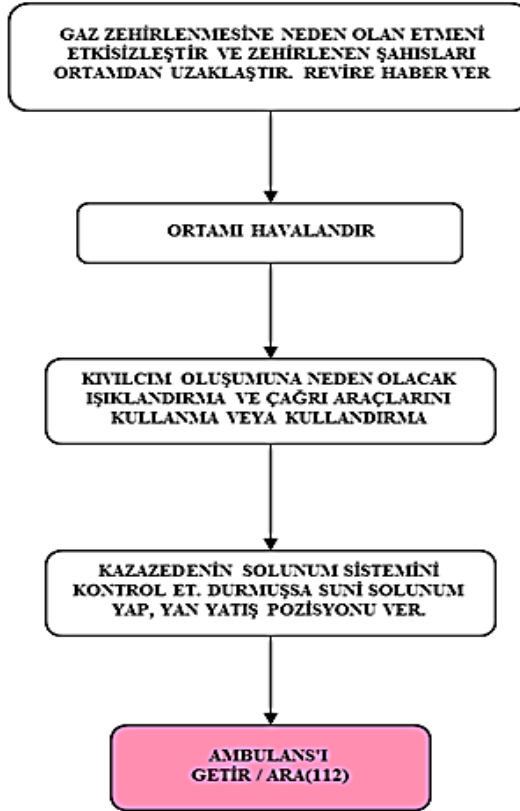 GAZ ZEHİRLENMESİNE NEDEN OLAN ETMENİ
ETKİSİZLEŞTİR VE ZEHİRLENEN ŞAHISLARI
ORTAMDAN UZAKLAŞTIR. REVİRE HABER VER
ORTAMI HAVALANDIR
KIVILCIM OLUŞUMUNA NEDEN OLACAK
IŞIKLANDIRMA VE ÇAĞRI ARAÇLARINI
KULLANMA VEYA KULLANDIRMA
KAZAZEDENİN SOLUNUM SİSTEMİNİ
KONTROL ET. DURMUŞSA SUNİ SOLUNUM
YAP, YAN YATIŞ POZİSYONU VER.
AMBULANS'I
GETİR / ARA(112)